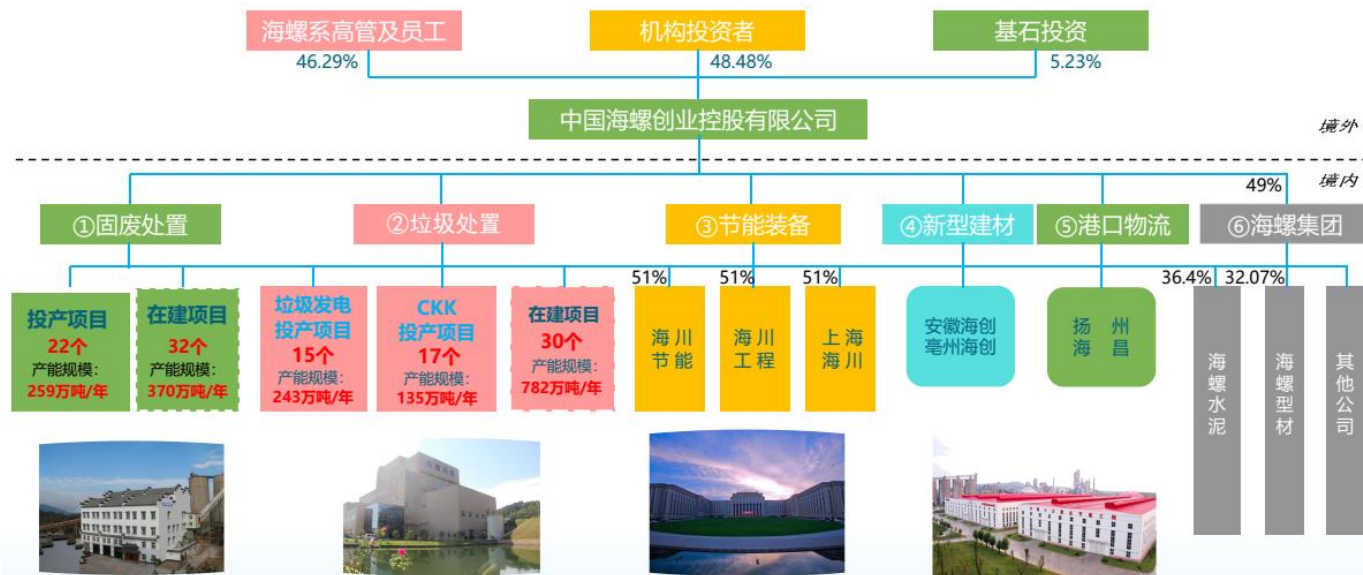 海螺系高管及员工
机构投资者
基石投资
46.29%
48.48%
5.23%
中国海螺创业控股有限公司
境外
境内
49%
①固废处置
②垃圾处置
③节能装备
④新型建材
⑤港口物流
⑥海螺集团
51%
51%
51%
36.4%
32.07%
投产项目
22个
产能规模：
259万吨/年
在建项目
32个
产能规模：
370万吨/年
垃圾发电
投产项目
15个
产能规模：
243万吨/年
CKK
投产项目
17个
产能规模：
135万吨/年
在建项目
30个
产能规模：
782万吨/年
海川
节能
海川
工程
上海
海川
安徽海创
亳州海创
扬州
海昌
海螺水泥
海螺型材
其他公司